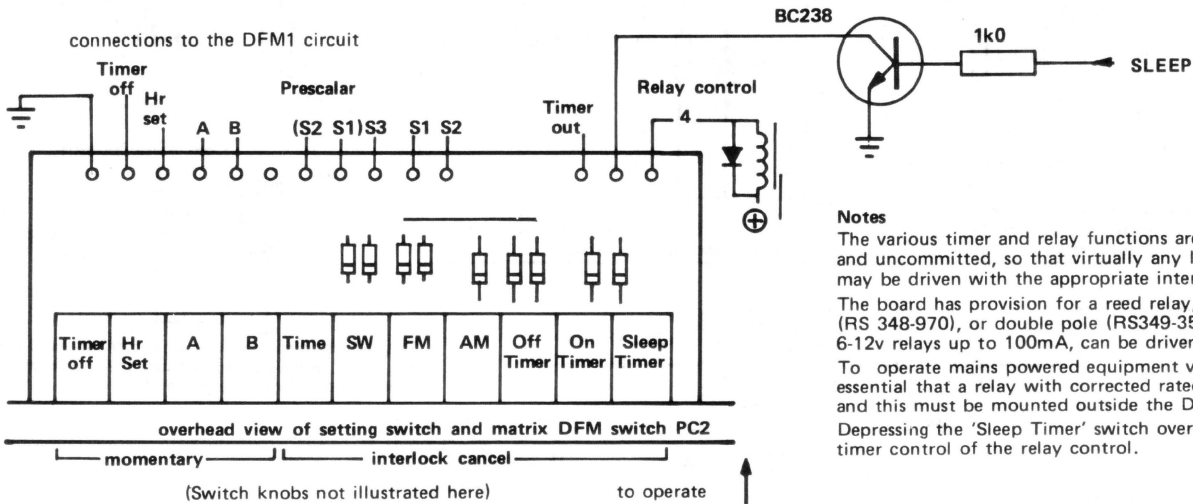 BC238
connections to the DFM1 circuit
1k0
SLEEP
Timer off
Hr set
A
B
Prescalar
(S2 S1) S3 S1 S2
Timer out
Relay control
4
Notes
The various timer and relay functions are
and uncommitted, so that virtually any
may be driven with the appropriate inter
The board has provision for a reed relay,
(RS 348-970), or double pole (RS349-35
6-12v relays up to 100mA, can be driven
To operate mains powered equipment v
essential that a relay with corrected rated
and this must be mounted outside the D
Depressing the 'Sleep Timer' switch over
timer control of the relay control.
Timer off
Hr Set
A
B
Time
SW
FM
AM
Off Timer
On Timer
Sleep Timer
overhead view of setting switch and matrix DFM switch PC2
momentary
interlock cancel
(Switch knobs not illustrated here)
to operate